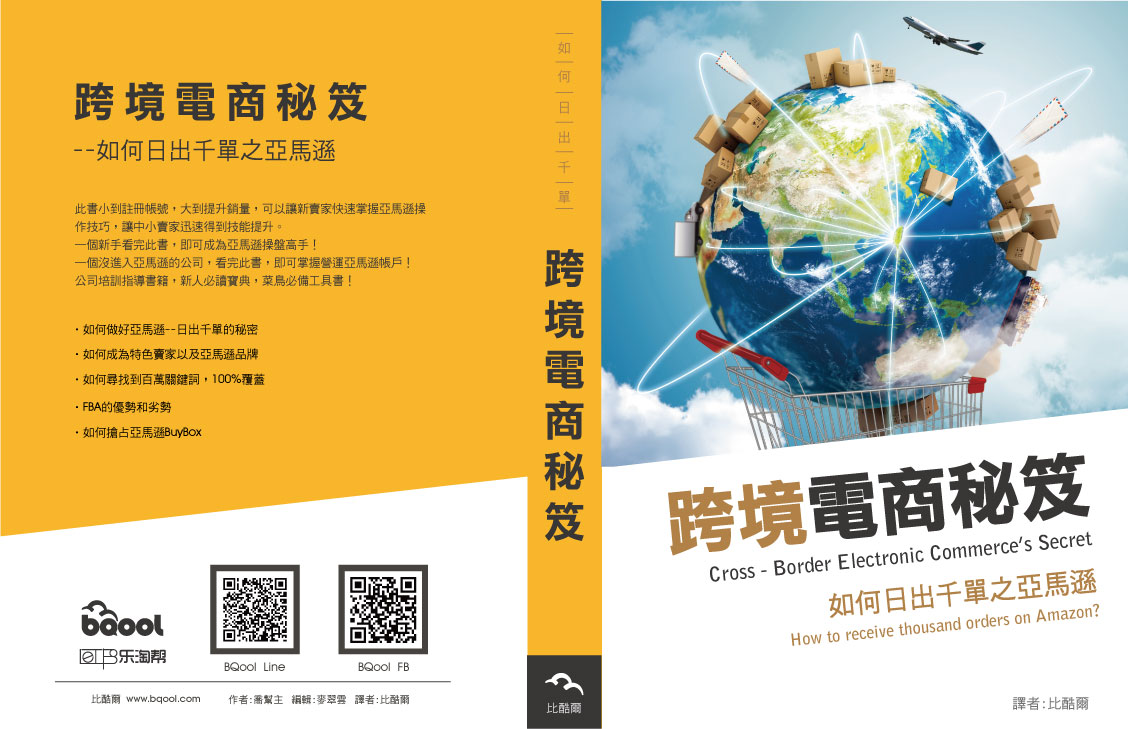 跨境電商秘笈
--如何日出千單之亞馬遜
此書小到註冊帳號，大到提升銷量，可以讓新賣家快速掌握亞馬遜操
作技巧，讓中小賣家迅速得到技能提升。
一個新手看完此書，即可成為亞馬遜操盤高手！
一個沒進入亞馬遜的公司，看完此書，即可掌握營運亞馬遜帳戶！
公司培訓指導書籍，新人必讀寶典，菜鳥必備工具書！
・如何做好亞馬遜--日出千單的秘密
・如何成為特色賣家以及亞馬遜品牌
・如何尋找到百萬關鍵詞，100%覆蓋
・FBA的優勢和劣勢
・如何搶占亞馬遜BuyBox
bqool
乐淘帮
BQool Line
BQool FB
比酷爾 www.bqool.com 作者:喬幫主 編輯:麥翠雲 譯者:比酷爾
如何日出千單
跨境電商秘笈
比酷爾
跨境電商秘笈
Cross - Border Electronic Commerce's Secret
如何日出千單之亞馬遜
How to receive thousand orders on Amazon?
譯者:比酷爾